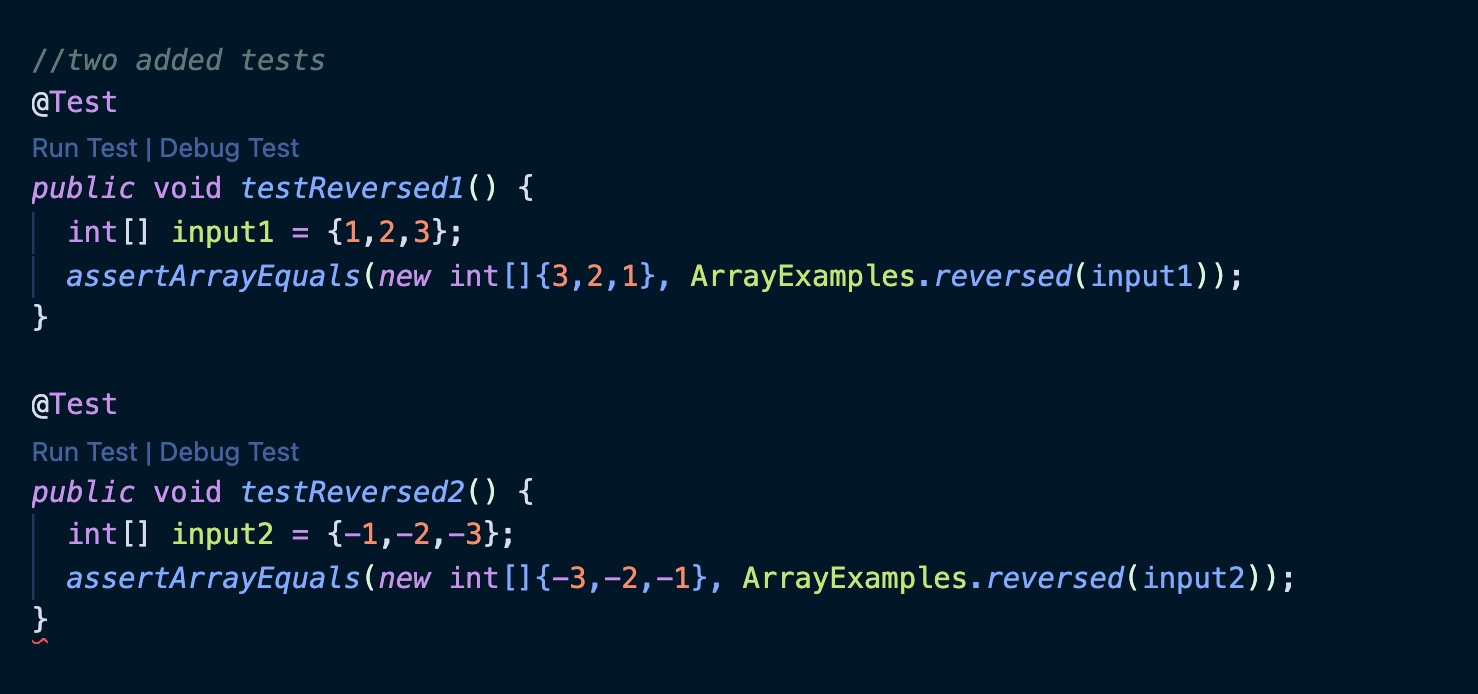 //two added tests
@Test
Run Test | Debug Test
public void testReversed1() {
int[] input1 = {1,2,3};
assertArrayEquals(new int[]{3,2,1}, ArrayExamples.reversed(input1));
}
@Test
Run Test | Debug Test
public void testReversed2() {
int[] input2 = {-1,-2,-3};
assertArrayEquals(new int[]{-3,-2,-1}, ArrayExamples.reversed(input2));
}